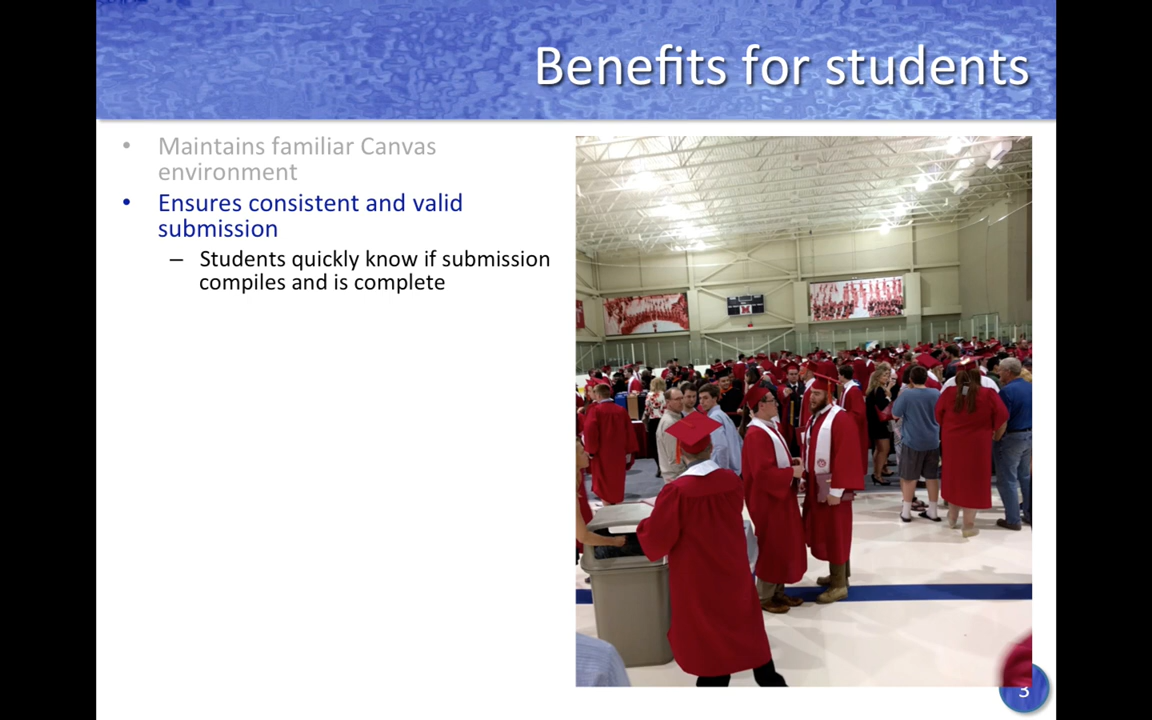 Benefits for students
• Maintains familiar Canvas
environment
• Ensures consistent and valid
submission
– Students quickly know if submission
compiles and is complete
3